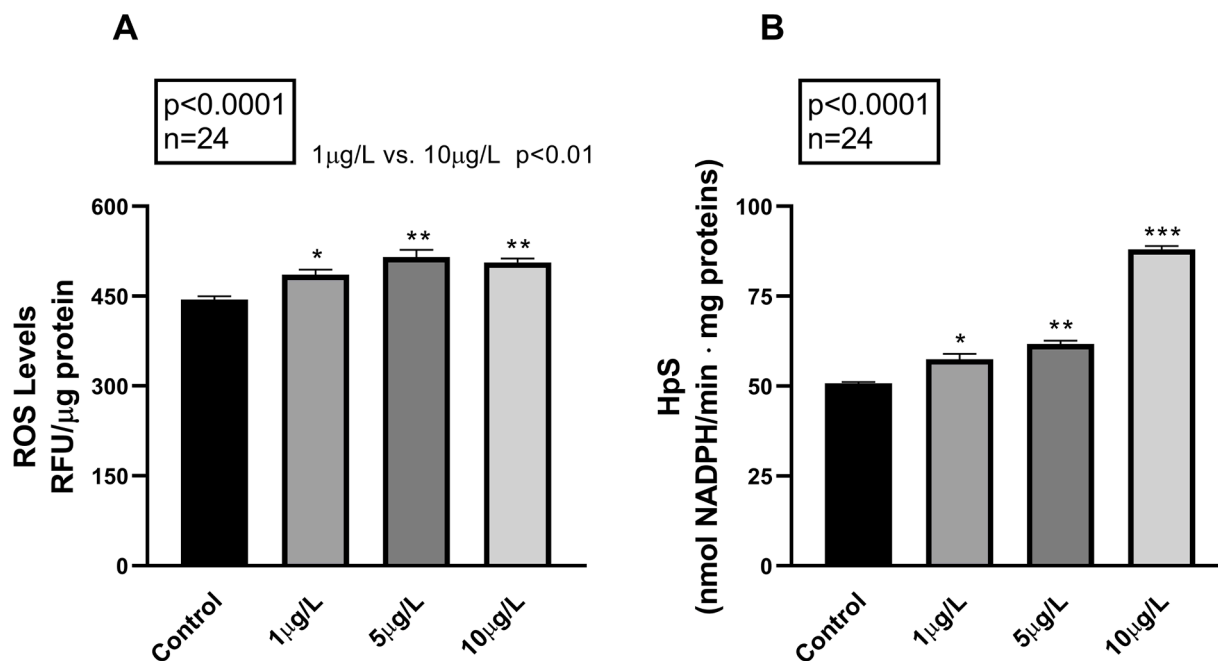 A
p<0.0001
n=24
1μg/L vs. 10μg/L p<0.01
ROS Levels
RFU/μg protein
600
450
300
150
0
*
**
**
Control
1μg/L
5μg/L
10μg/L
B
p<0.0001
n=24
HpS
(nmol NADPH/min · mg proteins)
100
75
50
25
0
*
**
***
Control
1μg/L
5μg/L
10μg/L